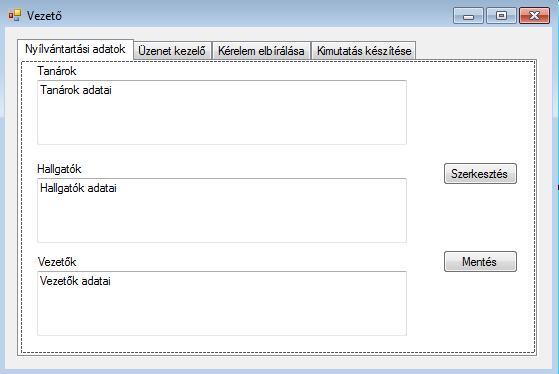 Vezető
Nyílvántartási adatok Üzenet kezelő Kérelem elbírálása Kimutatás készítése
Tanárok
Tanárok adatai
Hallgatók
Hallgatók adatai
Szerkesztés
Vezetők
Vezetők adatai
Mentés